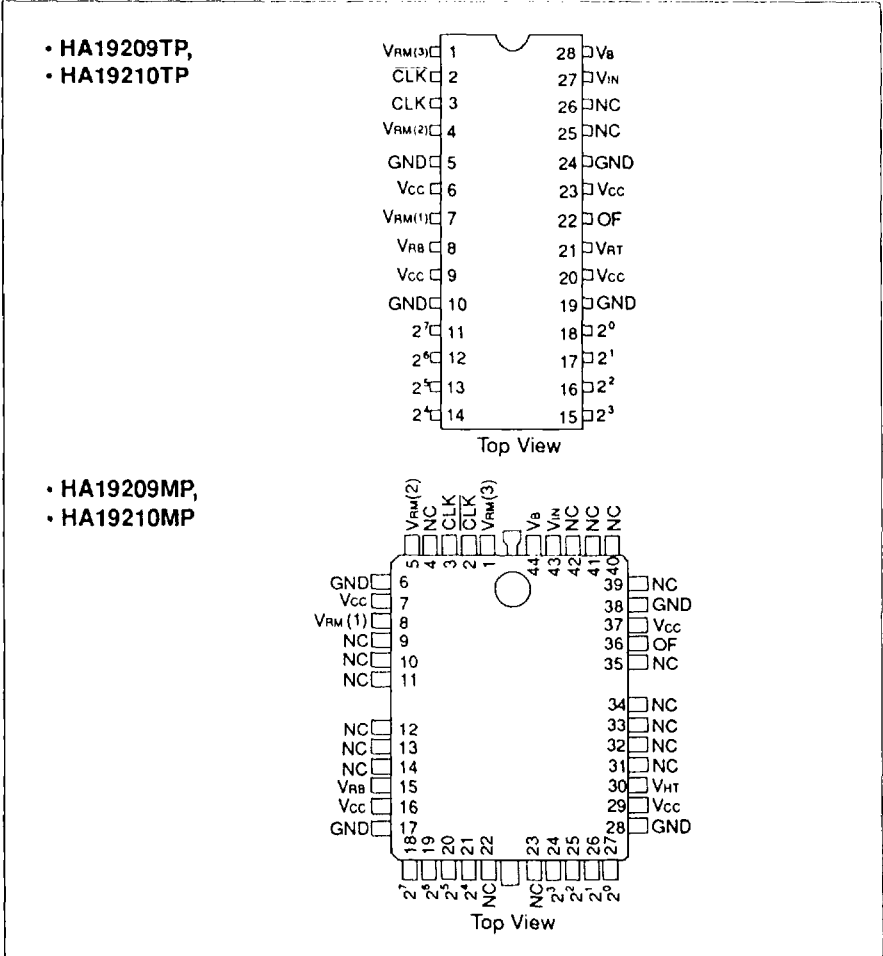 • HA19209TP,
• HA19210TP
VRM(3) 1 28 VB
C̅L̅K̅ 2 27 VIN
CLK 3 26 NC
VRM(2) 4 25 NC
GND 5 24 GND
Vcc 6 23 Vcc
VRM(1) 7 22 OF
VRB 8 21 VRT
Vcc 9 20 Vcc
GND 10 19 GND
2⁷ 11 18 2⁰
2⁶ 12 17 2¹
2⁵ 13 16 2²
2⁴ 14 15 2³
Top View
• HA19209MP,
• HA19210MP
VRM(2) NC CLK C̅L̅K̅ VRM(3) VB VIN NC NC NC
5 4 3 2 1 44 43 42 41 40
GND 6 39 NC
Vcc 7 38 GND
VRM(1) 8 37 Vcc
NC 9 36 OF
NC 10 35 NC
NC 11
34 NC
NC 12 33 NC
NC 13 32 NC
NC 14 31 NC
VRB 15 30 VHT
Vcc 16 29 Vcc
GND 17 28 GND
18 19 20 21 22 23 24 25 26 27
2⁷ 2⁶ 2⁵ 2⁴ NC NC 2³ 2² 2¹ 2⁰
Top View